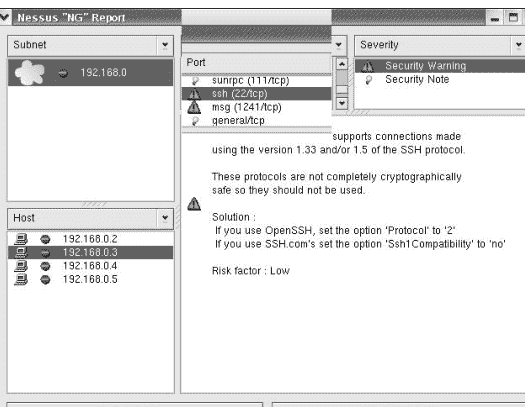 Nessus "NG" Report
Subnet
192.168.0
Port
sunrpc (111/tcp)
ssh (22/tcp)
msg (1241/tcp)
general/tcp
Severity
Security Warning
Security Note
Host
192.168.0.2
192.168.0.3
192.168.0.4
192.168.0.5
supports connections made
using the version 1.33 and/or 1.5 of the SSH protocol.
These protocols are not completely cryptographically
safe so they should not be used.
Solution :
If you use OpenSSH, set the option 'Protocol' to '2'
If you use SSH.com's set the option 'Ssh1Compatibility' to 'no'
Risk factor : Low